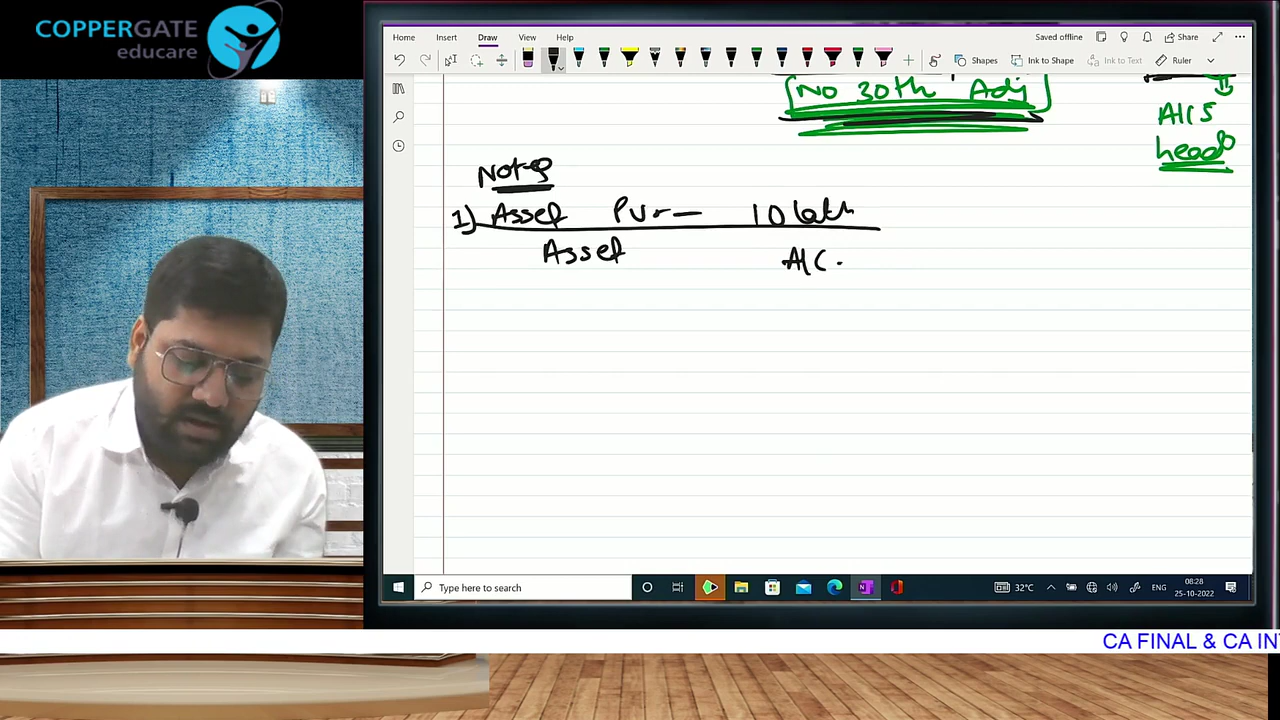 COPPERGATE
educare
Home Insert Draw View Help
Saved offline
Share
Shapes
Ink to Shape
Ink to Text
Ruler
[No 30th Adj]
A/C 5
head
Notes
1) Asset Pur— 10 lakh
Asset A/C.
Type here to search
32°C
ENG
08:28
25-10-2022
CA FINAL & CA IN